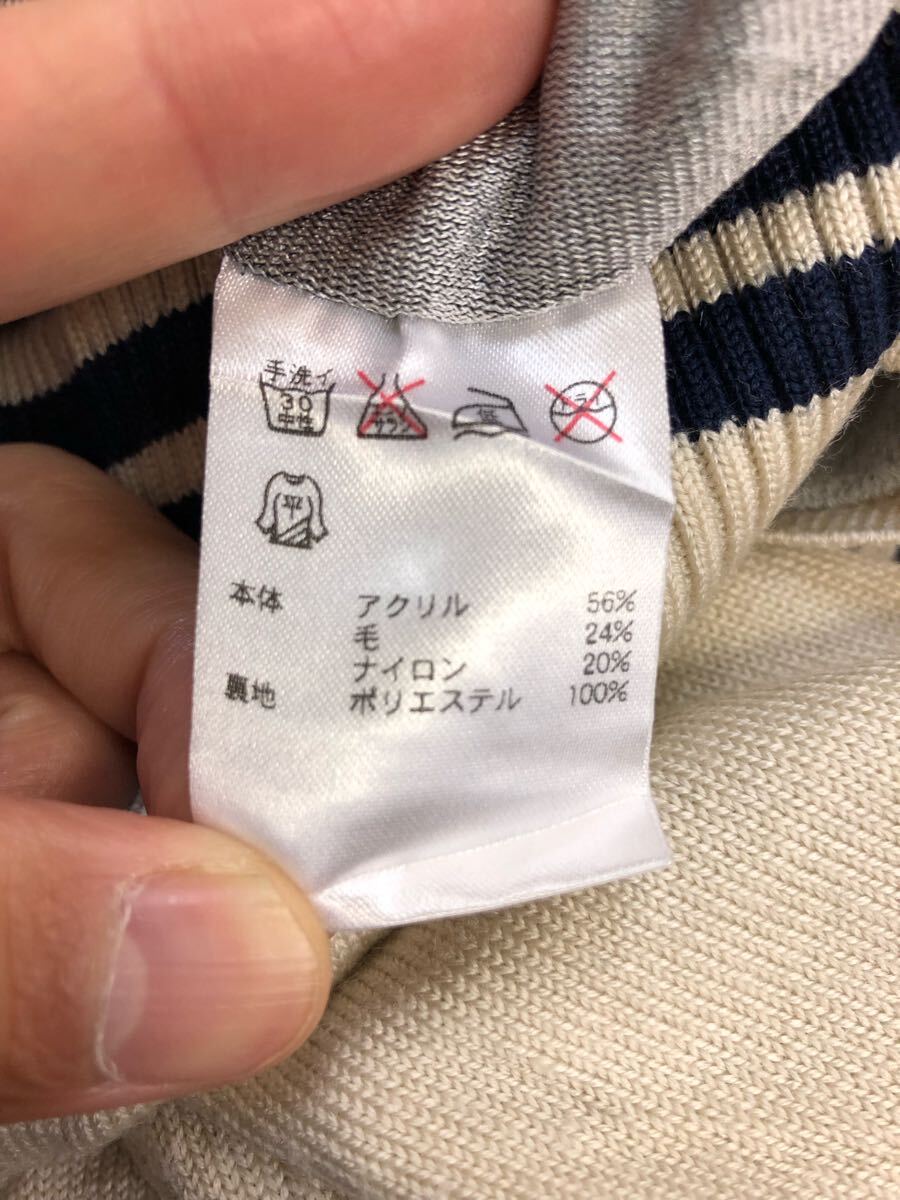 手洗イ
30
中性
エンソ
サラシ
低
ドライ
平
本体 アクリル 56%
毛 24%
ナイロン 20%
裏地 ポリエステル 100%